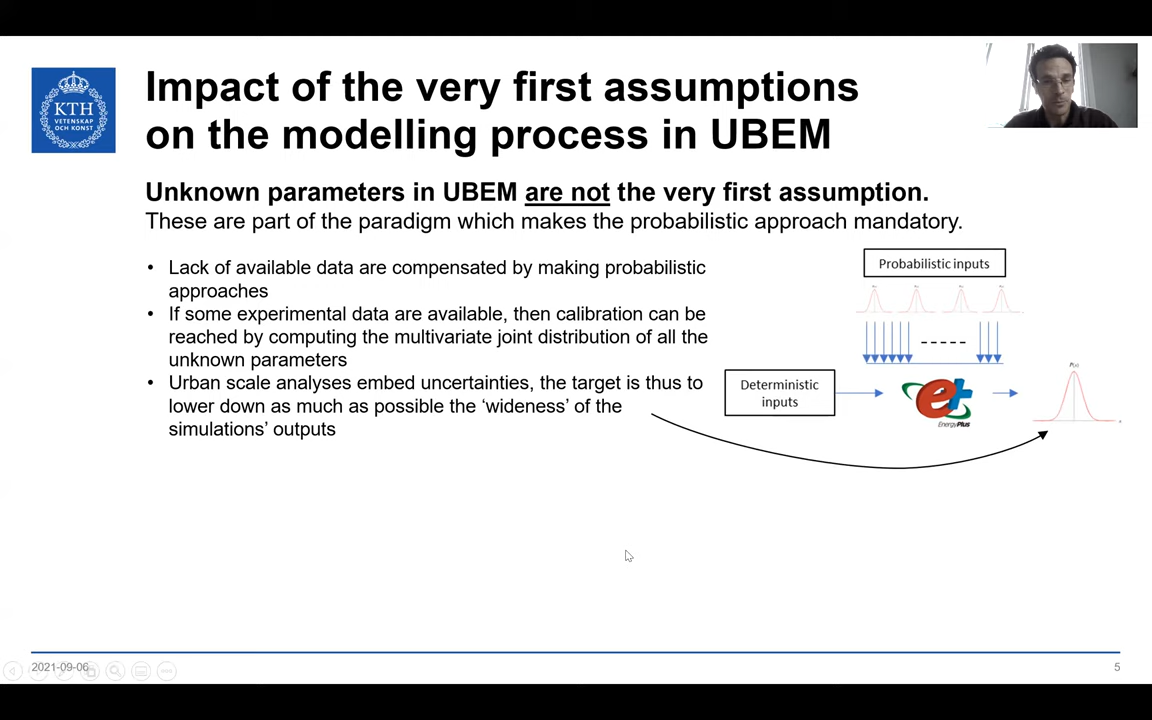 KTH
VETENSKAP
OCH KONST
Impact of the very first assumptions
on the modelling process in UBEM
Unknown parameters in UBEM are not the very first assumption.
These are part of the paradigm which makes the probabilistic approach mandatory.
• Lack of available data are compensated by making probabilistic
approaches
• If some experimental data are available, then calibration can be
reached by computing the multivariate joint distribution of all the
unknown parameters
• Urban scale analyses embed uncertainties, the target is thus to
lower down as much as possible the ‘wideness’ of the
simulations’ outputs
Probabilistic inputs
Deterministic
inputs
e+
EnergyPlus
P(x)
2021-09-06
5